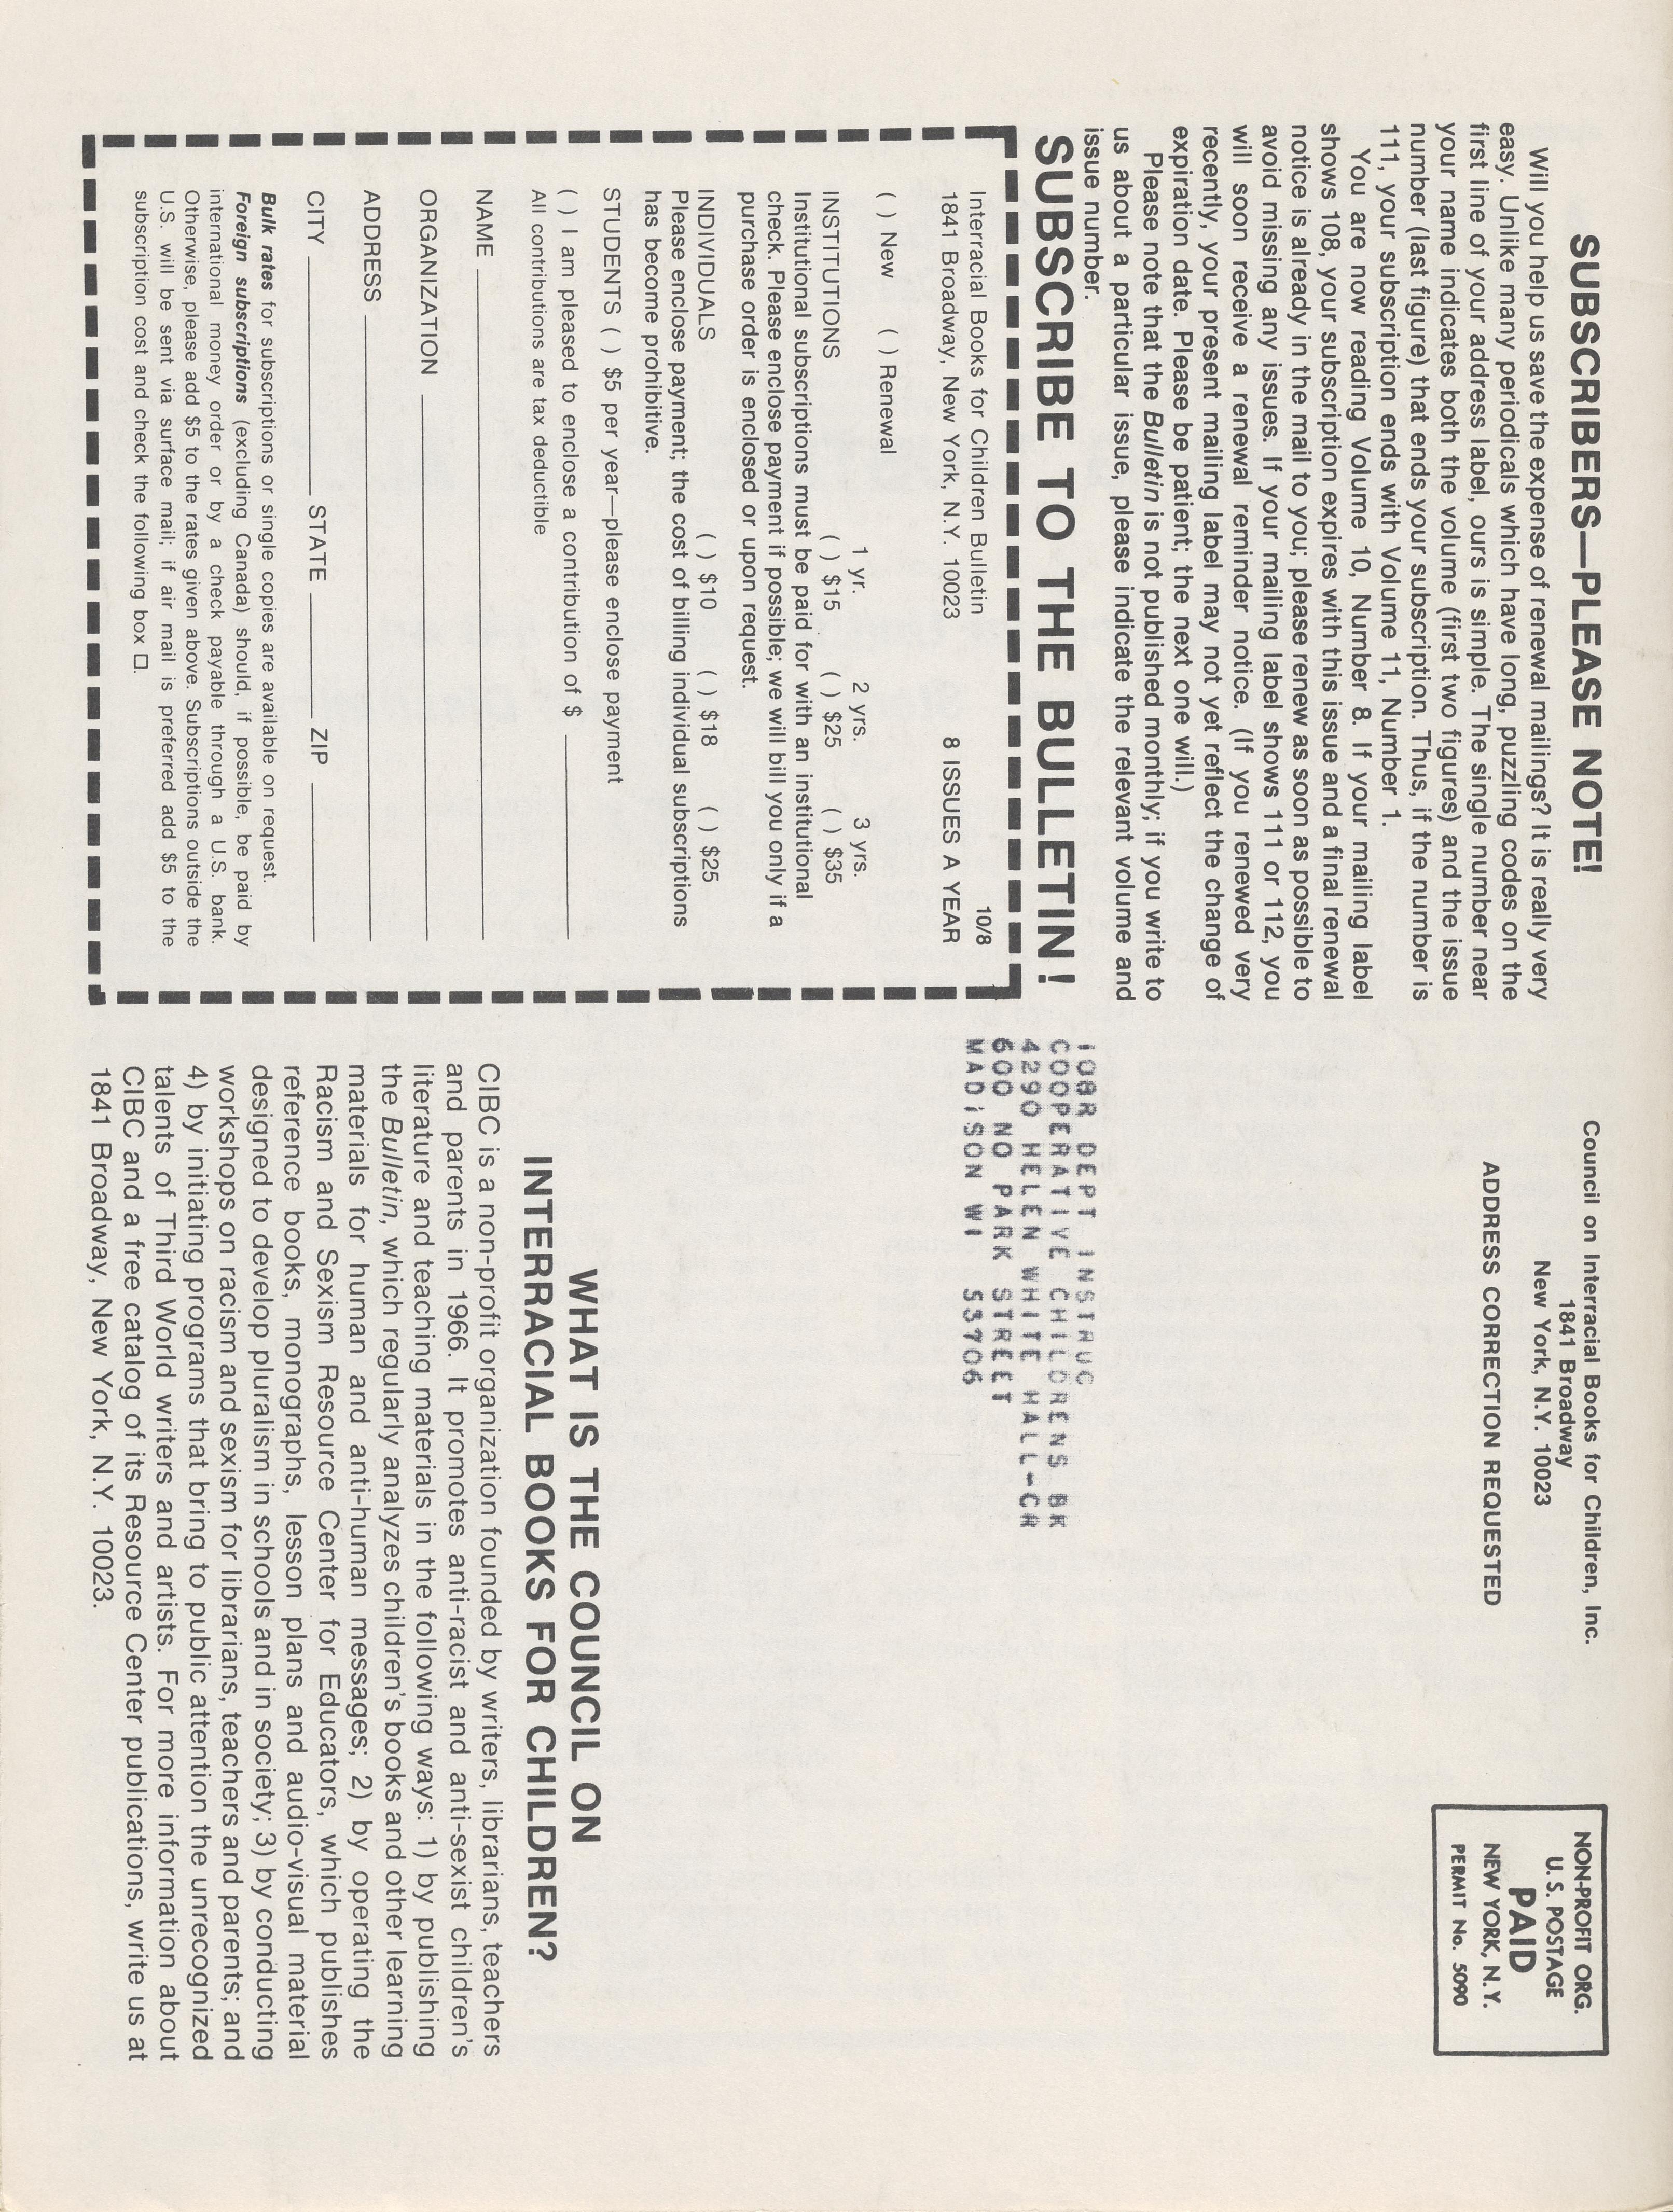 SUBSCRIBERS—PLEASE NOTE!
Will you help us save the expense of renewal mailings? It is really very
easy. Unlike many periodicals which have long, puzzling codes on the
first line of your address label, ours is simple. The single number near
your name indicates both the volume (first two figures) and the issue
number (last figure) that ends your subscription. Thus, if the number is
111, your subscription ends with Volume 11, Number 1.
You are now reading Volume 10, Number 8. If your mailing label
shows 108, your subscription expires with this issue and a final renewal
notice is already in the mail to you; please renew as soon as possible to
avoid missing any issues. If your mailing label shows 111 or 112, you
will soon receive a renewal reminder notice. (If you renewed very
recently, your present mailing label may not yet reflect the change of
expiration date. Please be patient; the next one will.)
Please note that the Bulletin is not published monthly; if you write to
us about a particular issue, please indicate the relevant volume and
issue number.
SUBSCRIBE TO THE BULLETIN!
10/8
Interracial Books for Children Bulletin
1841 Broadway, New York, N.Y. 10023 8 ISSUES A YEAR
( ) New ( ) Renewal
1 yr. 2 yrs. 3 yrs.
INSTITUTIONS ( ) $15 ( ) $25 ( ) $35
Institutional subscriptions must be paid for with an institutional
check. Please enclose payment if possible; we will bill you only if a
purchase order is enclosed or upon request.
INDIVIDUALS ( ) $10 ( ) $18 ( ) $25
Please enclose payment; the cost of billing individual subscriptions
has become prohibitive.
STUDENTS ( ) $5 per year—please enclose payment
( ) I am pleased to enclose a contribution of $
All contributions are tax deductible
NAME
ORGANIZATION
ADDRESS
CITY STATE ZIP
Bulk rates for subscriptions or single copies are available on request.
Foreign subscriptions (excluding Canada) should, if possible, be paid by
international money order or by a check payable through a U.S. bank.
Otherwise, please add $5 to the rates given above. Subscriptions outside the
U.S. will be sent via surface mail; if air mail is preferred add $5 to the
subscription cost and check the following box □.
Council on Interracial Books for Children, Inc.
1841 Broadway
New York, N.Y. 10023
ADDRESS CORRECTION REQUESTED
NON-PROFIT ORG.
U. S. POSTAGE
PAID
NEW YORK, N.Y.
PERMIT No. 5090
108R DEPT INSTRUC
COOPERATIVE CHILDRENS BK
4290 HELEN WHITE HALL-CR
600 NO PARK STREET
MADISON WI 53706
WHAT IS THE COUNCIL ON
INTERRACIAL BOOKS FOR CHILDREN?
CIBC is a non-profit organization founded by writers, librarians, teachers
and parents in 1966. It promotes anti-racist and anti-sexist children's
literature and teaching materials in the following ways: 1) by publishing
the Bulletin, which regularly analyzes children's books and other learning
materials for human and anti-human messages; 2) by operating the
Racism and Sexism Resource Center for Educators, which publishes
reference books, monographs, lesson plans and audio-visual material
designed to develop pluralism in schools and in society; 3) by conducting
workshops on racism and sexism for librarians, teachers and parents; and
4) by initiating programs that bring to public attention the unrecognized
talents of Third World writers and artists. For more information about
CIBC and a free catalog of its Resource Center publications, write us at
1841 Broadway, New York, N.Y. 10023.